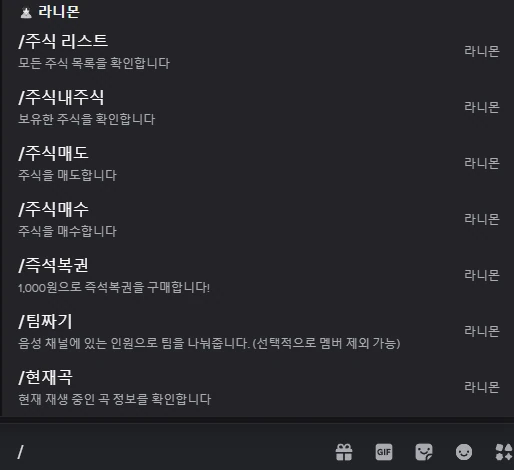 라니몬
/주식 리스트
라니몬
모든 주식 목록을 확인합니다
/주식내주식
라니몬
보유한 주식을 확인합니다
/주식매도
라니몬
주식을 매도합니다
/주식매수
라니몬
주식을 매수합니다
/즉석복권
라니몬
1,000원으로 즉석복권을 구매합니다!
/팀짜기
라니몬
음성 채널에 있는 인원으로 팀을 나눠줍니다. (선택적으로 멤버 제외 가능)
/현재곡
라니몬
현재 재생 중인 곡 정보를 확인합니다
/
GIF